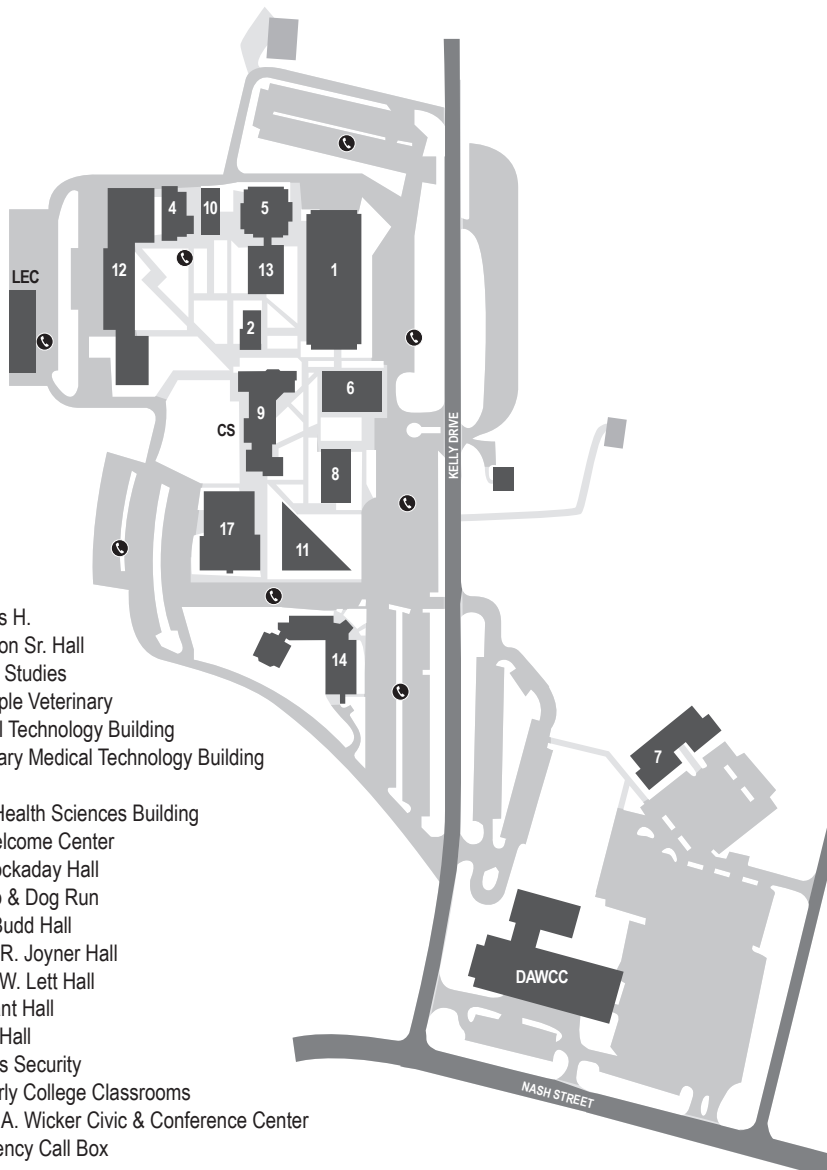 4
10
5
LEC
12
13
1
2
6
9
CS
KELLY DRIVE
8
17
11
s H.
on Sr. Hall
Studies
14
ple Veterinary
l Technology Building
ary Medical Technology Building
7
Health Sciences Building
elcome Center
ockaday Hall
o & Dog Run
Budd Hall
R. Joyner Hall
W. Lett Hall
DAWCC
nt Hall
Hall
s Security
rly College Classrooms
NASH STREET
A. Wicker Civic & Conference Center
ency Call Box